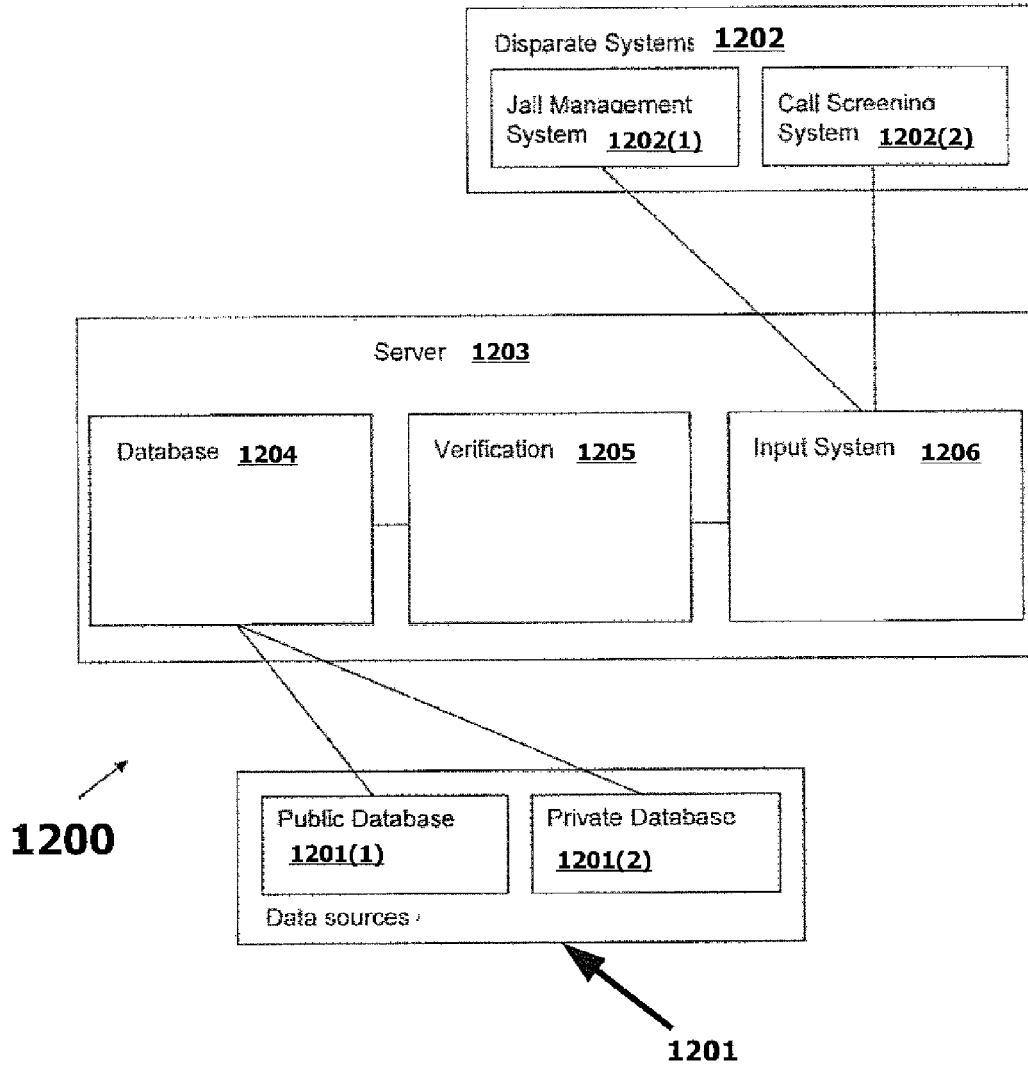 Disparate Systems 1202
Jail Management
System 1202(1)
Call Screening
System 1202(2)
Server 1203
Database 1204
Verification 1205
Input System 1206
1200
Public Database
1201(1)
Private Database
1201(2)
Data sources
1201